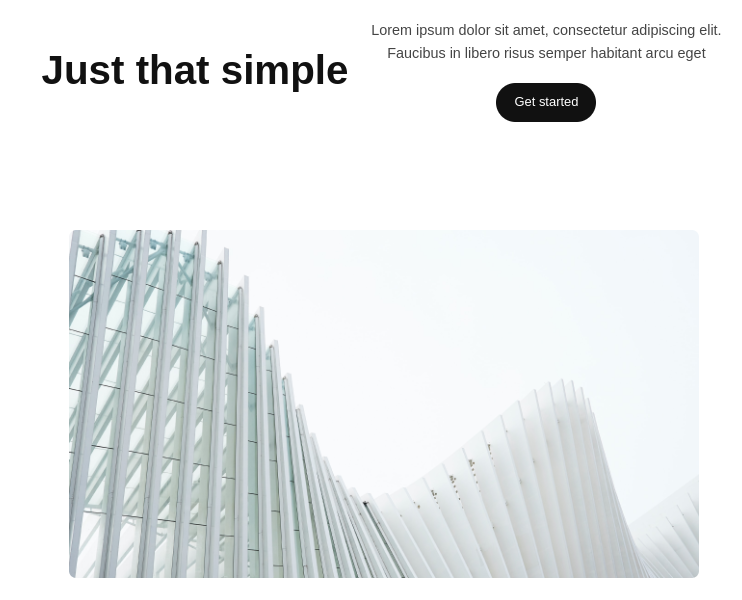 Just that simple
Lorem ipsum dolor sit amet, consectetur adipiscing elit.
Faucibus in libero risus semper habitant arcu eget
Get started